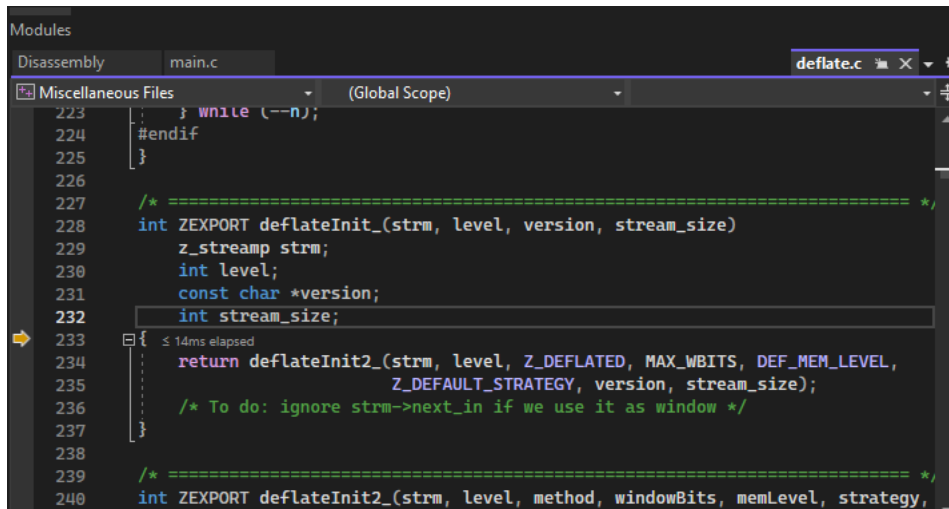 Modules
Disassembly main.c deflate.c
Miscellaneous Files (Global Scope)
223 } while (--n);
224 #endif
225 }
226
227 /* ========================================================================= */
228 int ZEXPORT deflateInit_(strm, level, version, stream_size)
229 z_streamp strm;
230 int level;
231 const char *version;
232 int stream_size;
233 { ≤ 14ms elapsed
234 return deflateInit2_(strm, level, Z_DEFLATED, MAX_WBITS, DEF_MEM_LEVEL,
235 Z_DEFAULT_STRATEGY, version, stream_size);
236 /* To do: ignore strm->next_in if we use it as window */
237 }
238
239 /* ========================================================================= */
240 int ZEXPORT deflateInit2_(strm, level, method, windowBits, memLevel, strategy,